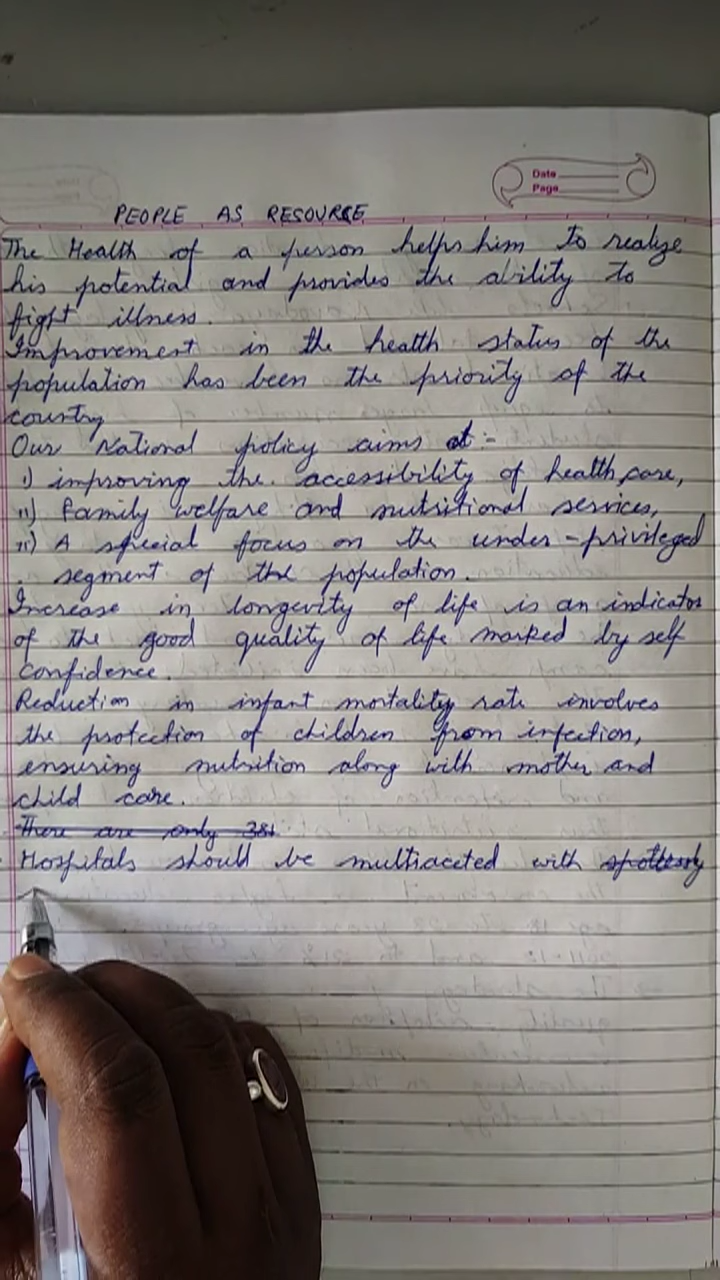 Date
Page
PEOPLE AS RESOURCE
The Health of a person helps him to realize
his potential and provides the ability to
fight illness.
Improvement in the health status of the
population has been the priority of the
country
Our National policy aims at :-
i) improving the accessibility of health care,
ii) Family welfare and nutritional services,
iii) A special focus on the under-privileged
segment of the population.
Increase in longevity of life is an indicator
of the good quality of life marked by self
confidence.
Reduction in infant mortality rate involves
the protection of children from infection,
ensuring nutrition along with mother and
child care.
There are only 381
Hospitals should be multiaceted with